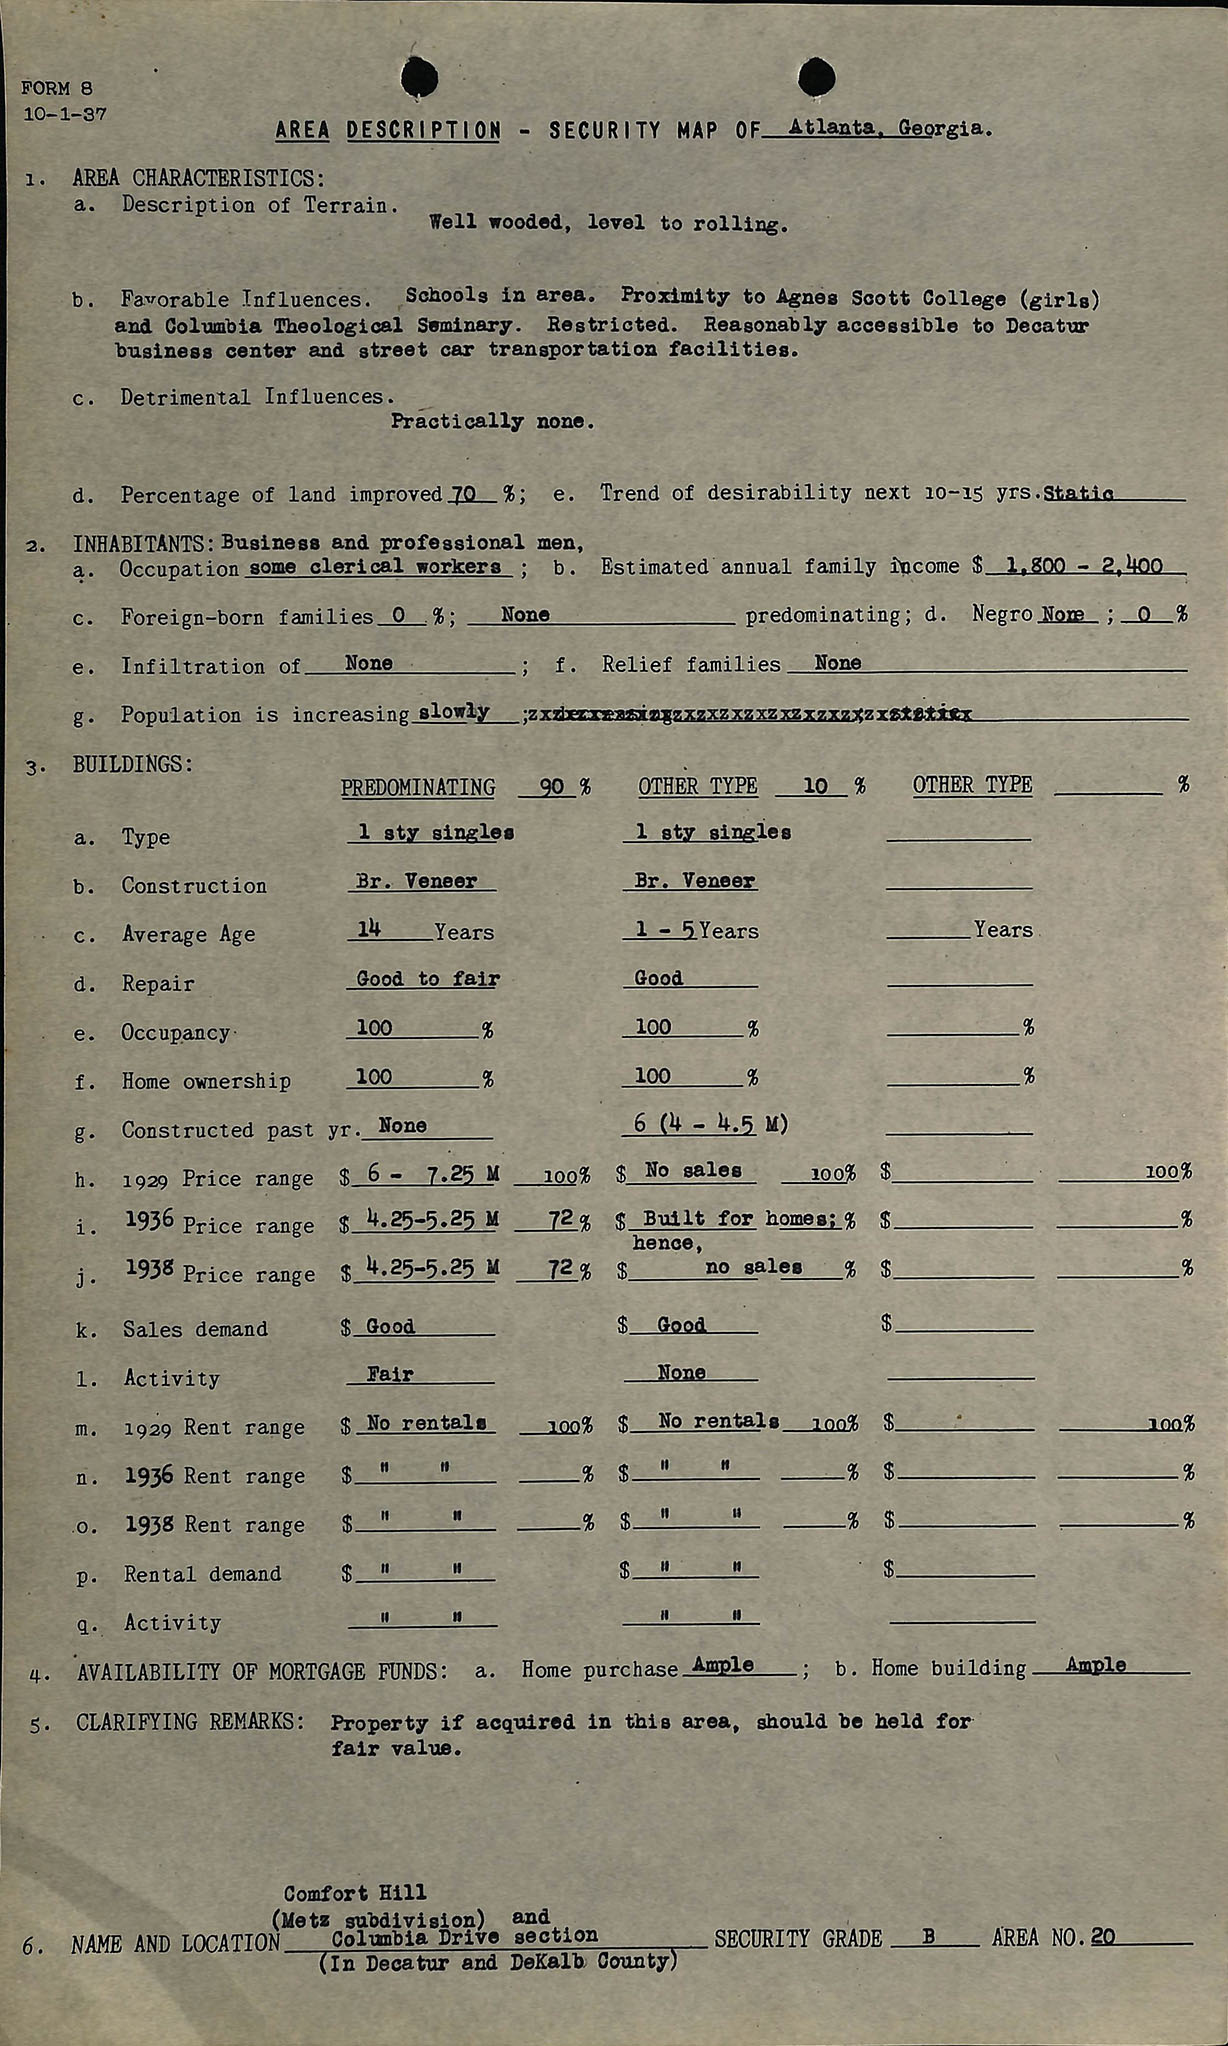 FORM 8
10-1-37
AREA DESCRIPTION - SECURITY MAP OF Atlanta, Georgia.
1. AREA CHARACTERISTICS:
a. Description of Terrain.
Well wooded, level to rolling.
b. Favorable Influences. Schools in area. Proximity to Agnes Scott College (girls)
and Columbia Theological Seminary. Restricted. Reasonably accessible to Decatur
business center and street car transportation facilities.
c. Detrimental Influences.
Practically none.
d. Percentage of land improved 70 %; e. Trend of desirability next 10-15 yrs. Static
2. INHABITANTS: Business and professional men,
a. Occupation some clerical workers ; b. Estimated annual family income $ 1,800 - 2,400
c. Foreign-born families 0 %; None predominating; d. Negro None ; 0 %
e. Infiltration of None ; f. Relief families None
g. Population is increasing slowly ;
3. BUILDINGS:
PREDOMINATING 90 % OTHER TYPE 10 % OTHER TYPE %
a. Type 1 sty singles 1 sty singles
b. Construction Br. Veneer Br. Veneer
c. Average Age 14 Years 1 - 5 Years Years
d. Repair Good to fair Good
e. Occupancy 100 % 100 % %
f. Home ownership 100 % 100 % %
g. Constructed past yr. None 6 (4 - 4.5 M)
h. 1929 Price range $ 6 - 7.25 M 100% $ No sales 100% $ 100%
i. 1936 Price range $ 4.25-5.25 M 72 % $ Built for homes; % $ %
hence,
j. 1938 Price range $ 4.25-5.25 M 72 % $ no sales % $ %
k. Sales demand $ Good $ Good $
l. Activity Fair None
m. 1929 Rent range $ No rentals 100% $ No rentals 100% $ 100%
n. 1936 Rent range $ " " % $ " " % $ %
o. 1938 Rent range $ " " % $ " " % $ %
p. Rental demand $ " " $ " " $
q. Activity " " " "
4. AVAILABILITY OF MORTGAGE FUNDS: a. Home purchase Ample ; b. Home building Ample
5. CLARIFYING REMARKS: Property if acquired in this area, should be held for
fair value.
Comfort Hill
(Metz subdivision) and
6. NAME AND LOCATION Columbia Drive section SECURITY GRADE B AREA NO. 20
(In Decatur and DeKalb County)